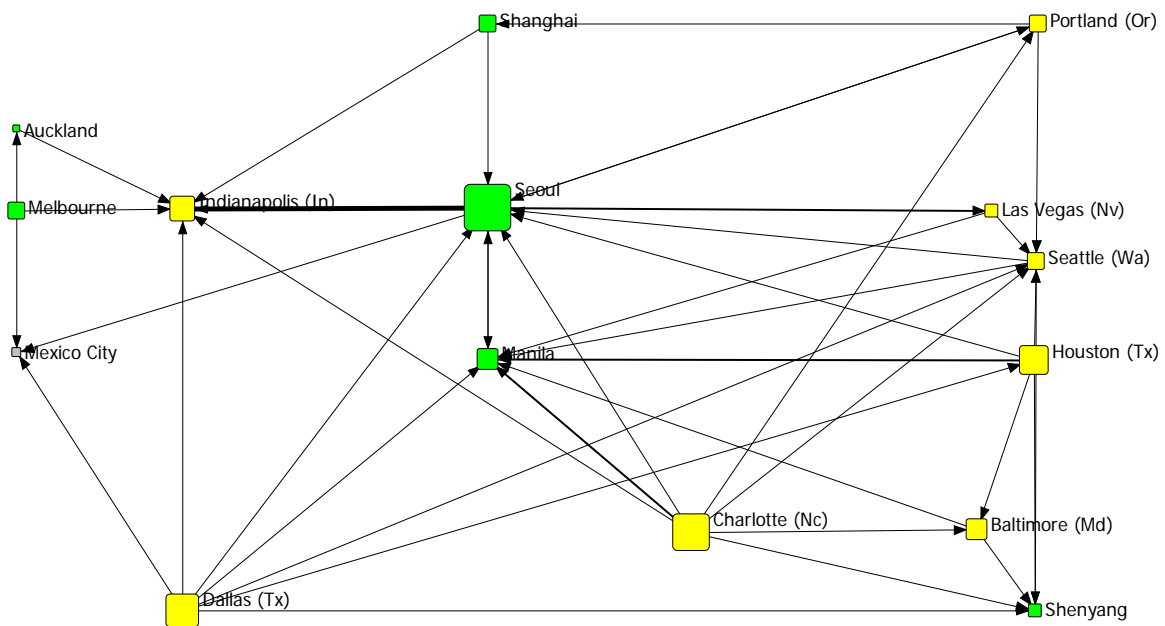 Shanghai
Portland (Or)
Auckland
Seoul
Indianapolis (In)
Melbourne
Las Vegas (Nv)
Seattle (Wa)
Mexico City
Manila
Houston (Tx)
Charlotte (Nc)
Baltimore (Md)
Dallas (Tx)
Shenyang